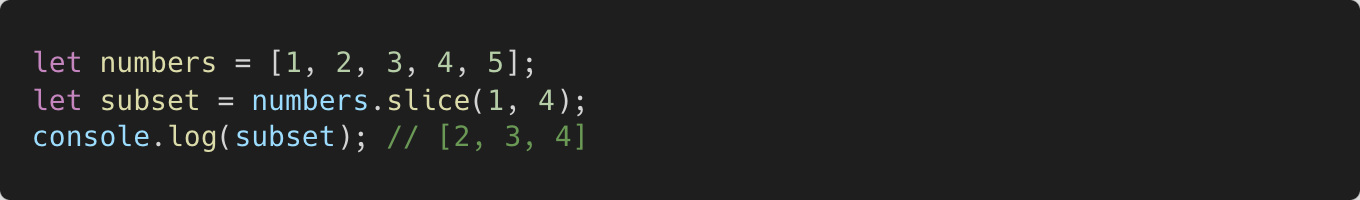 let numbers = [1, 2, 3, 4, 5];
let subset = numbers.slice(1, 4);
console.log(subset); // [2, 3, 4]